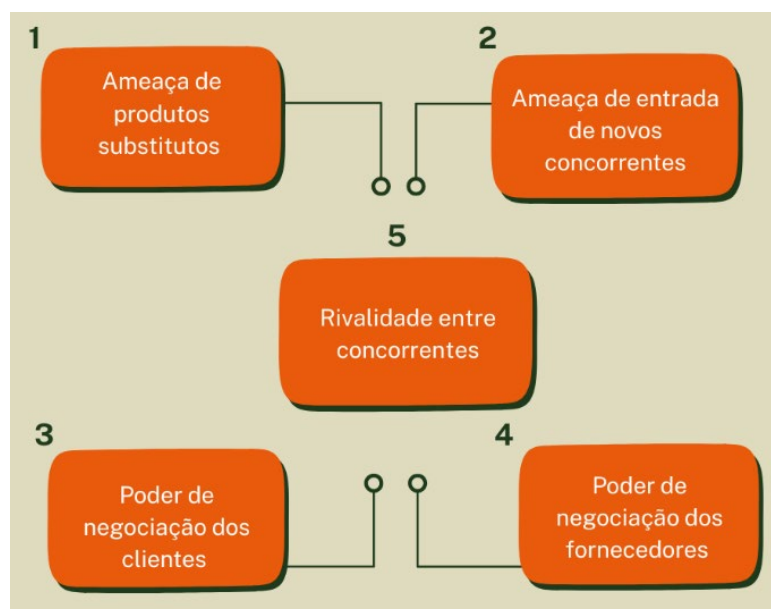 1
Ameaça de
produtos
substitutos
2
Ameaça de entrada
de novos
concorrentes
5
Rivalidade entre
concorrentes
3
Poder de
negociação dos
clientes
4
Poder de
negociação dos
fornecedores